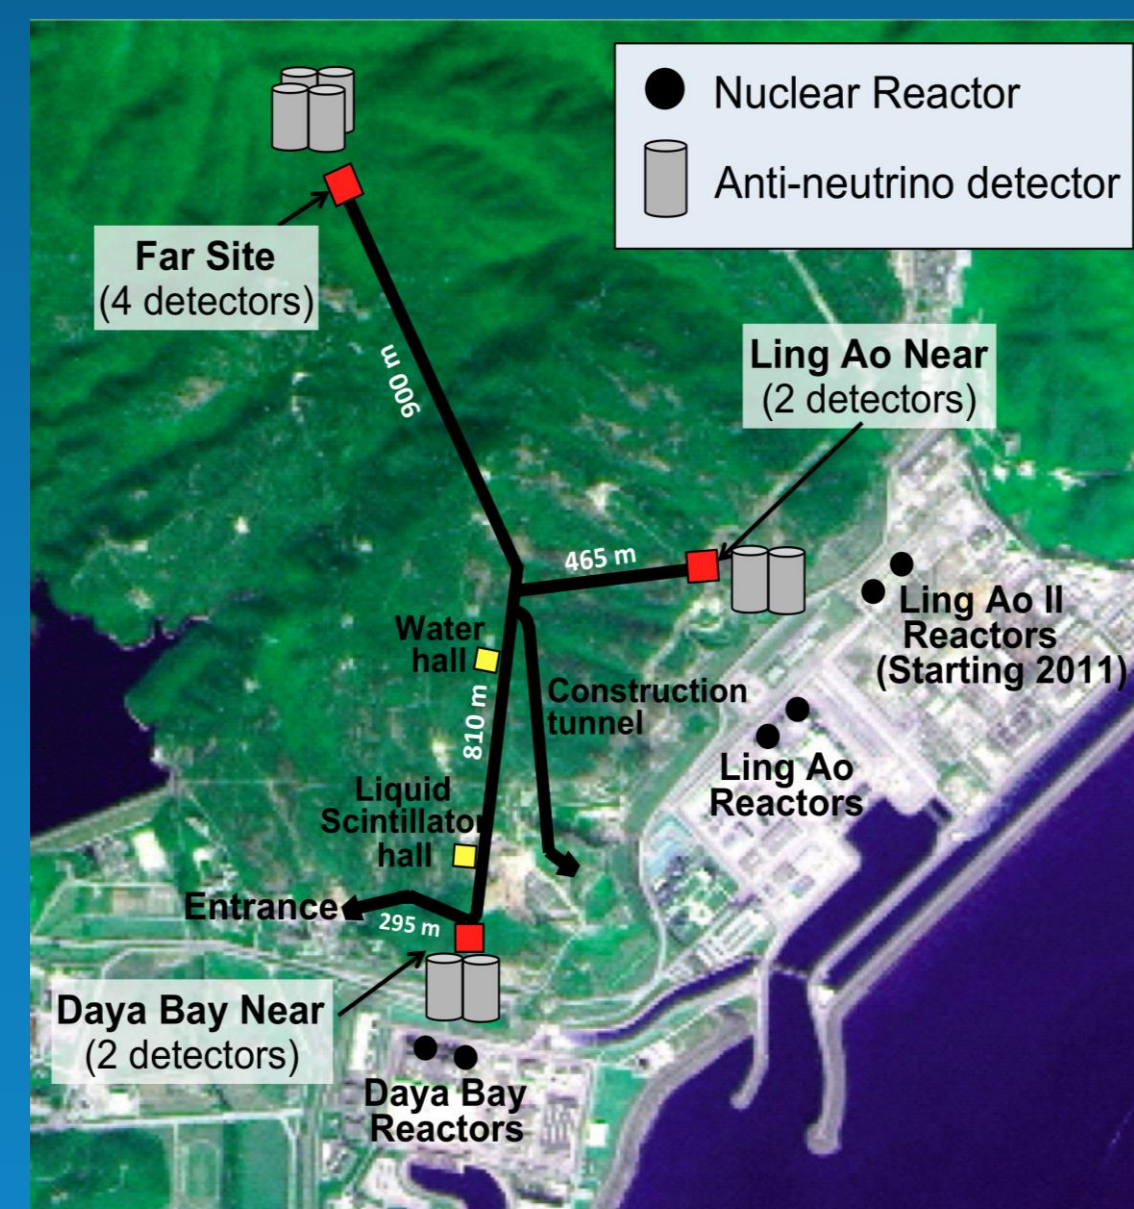 Nuclear Reactor
Anti-neutrino detector
Far Site
(4 detectors)
900 m
Ling Ao Near
(2 detectors)
465 m
Ling Ao II
Reactors
(Starting 2011)
Water
hall
810 m
Construction
tunnel
Ling Ao
Reactors
Liquid
Scintillator
hall
Entrance
295 m
Daya Bay Near
(2 detectors)
Daya Bay
Reactors